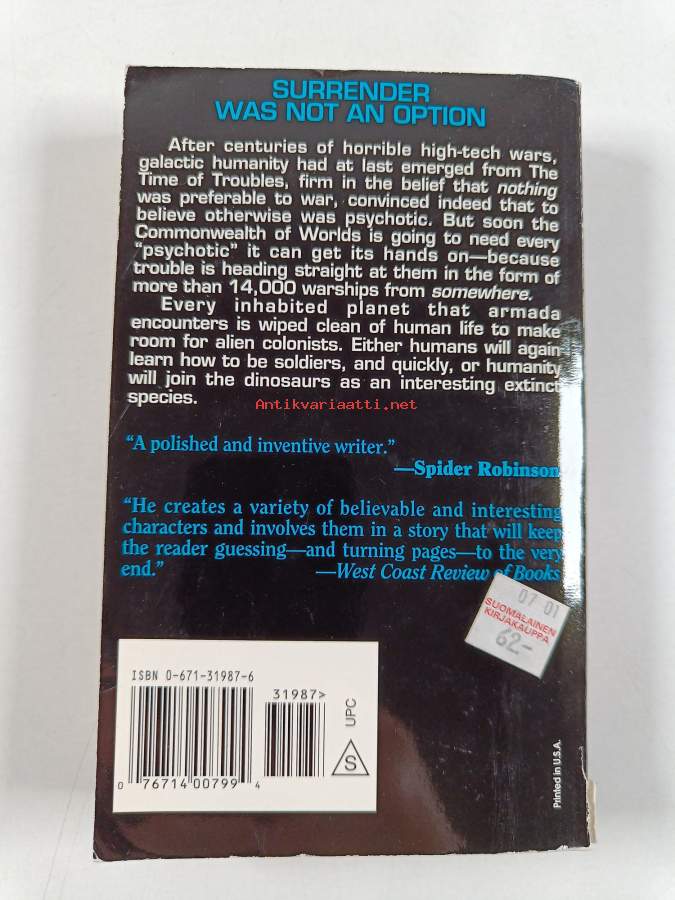 SURRENDER
WAS NOT AN OPTION
After centuries of horrible high-tech wars,
galactic humanity had at last emerged from The
Time of Troubles, firm in the belief that nothing
was preferable to war, convinced indeed that to
believe otherwise was psychotic. But soon the
Commonwealth of Worlds is going to need every
"psychotic" it can get its hands on—because
trouble is heading straight at them in the form of
more than 14,000 warships from somewhere.
Every inhabited planet that armada
encounters is wiped clean of human life to make
room for alien colonists. Either humans will again
learn how to be soldiers, and quickly, or humanity
will join the dinosaurs as an interesting extinct
species.
Antikvariaatti.net
"A polished and inventive writer."
—Spider Robinson
"He creates a variety of believable and interesting
characters and involves them in a story that will keep
the reader guessing—and turning pages—to the very
end." —West Coast Review of Books
07 01
SUOMALAINEN
KIRJAKAUPPA
62-
ISBN 0-671-31987-6
31987>
UPC
S
0 76714 00799 4
Printed in U.S.A.